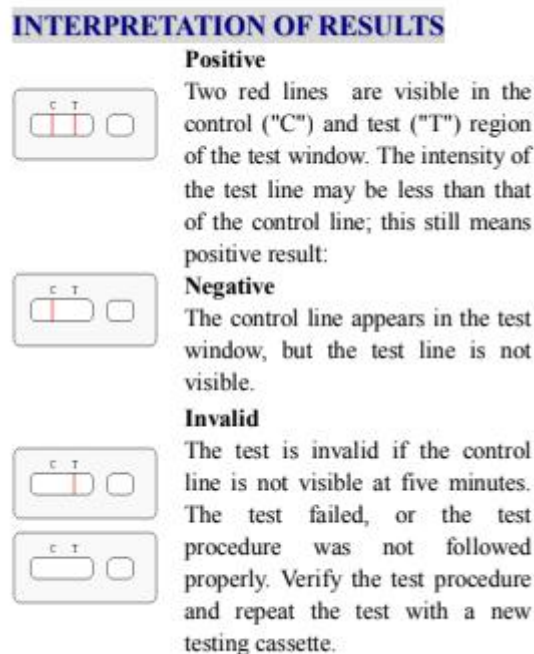 INTERPRETATION OF RESULTS
Positive
Two red lines are visible in the
control ("C") and test ("T") region
of the test window. The intensity of
the test line may be less than that
of the control line; this still means
positive result:
C T
Negative
The control line appears in the test
window, but the test line is not
visible.
C T
Invalid
The test is invalid if the control
line is not visible at five minutes.
The test failed, or the test
procedure was not followed
properly. Verify the test procedure
and repeat the test with a new
testing cassette.
C T
C T